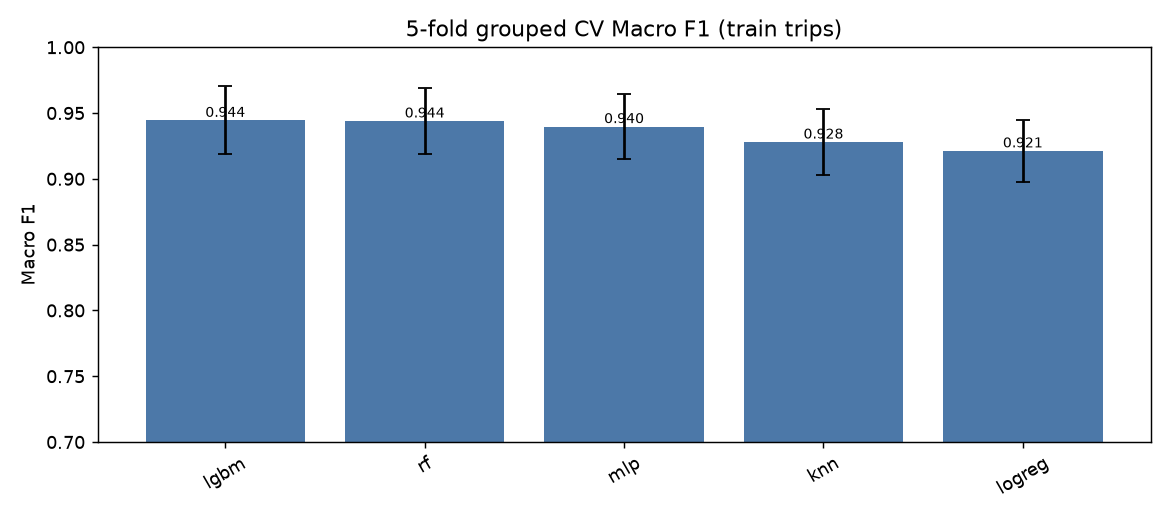 5-fold grouped CV Macro F1 (train trips)
Macro F1
1.00
0.95
0.90
0.85
0.80
0.75
0.70
0.944
0.944
0.940
0.928
0.921
lgbm
rf
mlp
knn
logreg